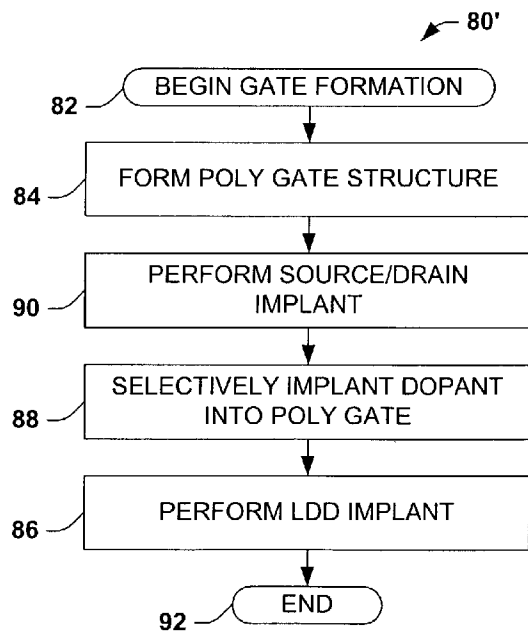 80'
BEGIN GATE FORMATION
82
FORM POLY GATE STRUCTURE
84
PERFORM SOURCE/DRAIN
IMPLANT
90
SELECTIVELY IMPLANT DOPANT
INTO POLY GATE
88
PERFORM LDD IMPLANT
86
END
92